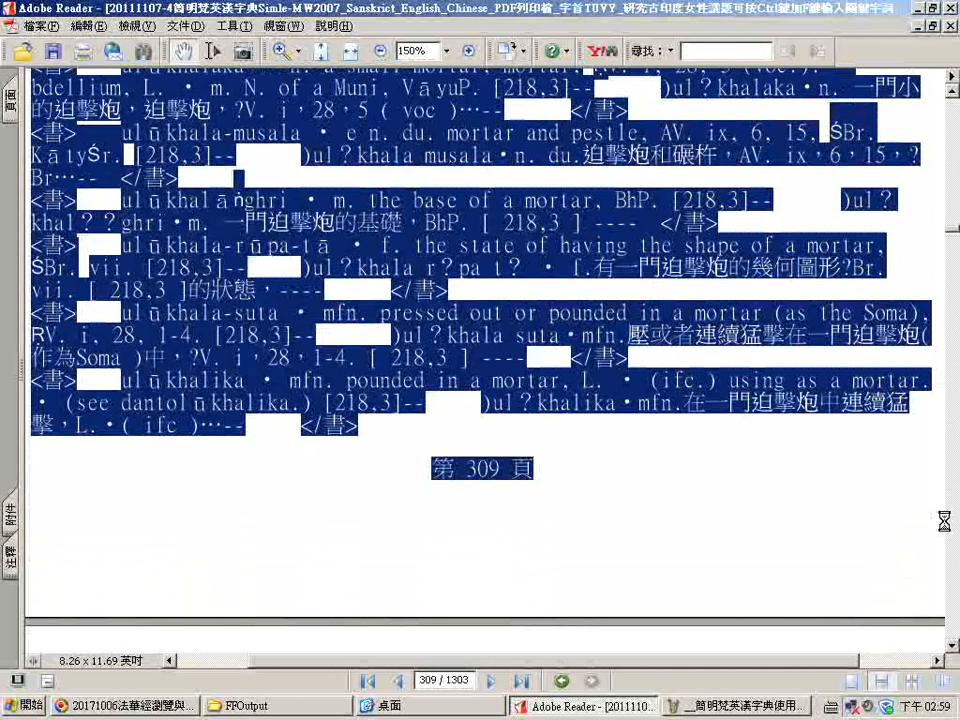 Adobe Reader - [20111107-4簡明梵英漢字典Simle-MW2007_Sanskrict_English_Chinese_PDF列印檔_字首TUVY_研究古印度女性議題可按Ctrl鍵加F鍵輸入關鍵字詞
檔案(F) 編輯(E) 檢視(V) 文件(D) 工具(T) 視窗(W) 說明(H)
150% Y! 尋找:
頁面
bdellium, L. • m. N. of a Muni, VāyuP. [218,3]-- )ul?khalaka•n. 一門小
的迫擊炮，迫擊炮，?V. i，28，5 ( voc )…-- </書>
<書> ulūkhala-musala • e n. du. mortar and pestle, AV. ix, 6, 15, ŚBr.
KātyŚr. [218,3]-- )ul?khala musala•n. du.迫擊炮和碾杵，AV. ix，6，15，?
Br…-- </書>
<書> ulūkhalāṅghri • m. the base of a mortar, BhP. [218,3]-- )ul?
khal??ghri•m. 一門迫擊炮的基礎，BhP. [ 218,3 ] ---- </書>
<書> ulūkhala-rūpa-tā • f. the state of having the shape of a mortar,
ŚBr. vii. [218,3]-- )ul?khala r?pa t? • f.有一門迫擊炮的幾何圖形?Br.
vii. [ 218,3 ]的狀態，---- </書>
<書> ulūkhala-suta • mfn. pressed out or pounded in a mortar (as the Soma),
RV. i, 28, 1-4. [218,3]-- )ul?khala suta•mfn.壓或者連續猛擊在一門迫擊炮(
作為Soma )中，?V. i，28，1-4. [ 218,3 ] ---- </書>
<書> ulūkhalika • mfn. pounded in a mortar, L. • (ifc.) using as a mortar.
• (see dantolūkhalika.) [218,3]-- )ul?khalika•mfn.在一門迫擊炮中連續猛
擊，L.•( ifc )…-- </書>
第 309 頁
附件
注釋
8.26 x 11.69 英吋
309 / 1303
開始 20171006法華經瀏覽與... FFOutput 桌面 Adobe Reader - [201110... __簡明梵英字典使用... 下午 02:59